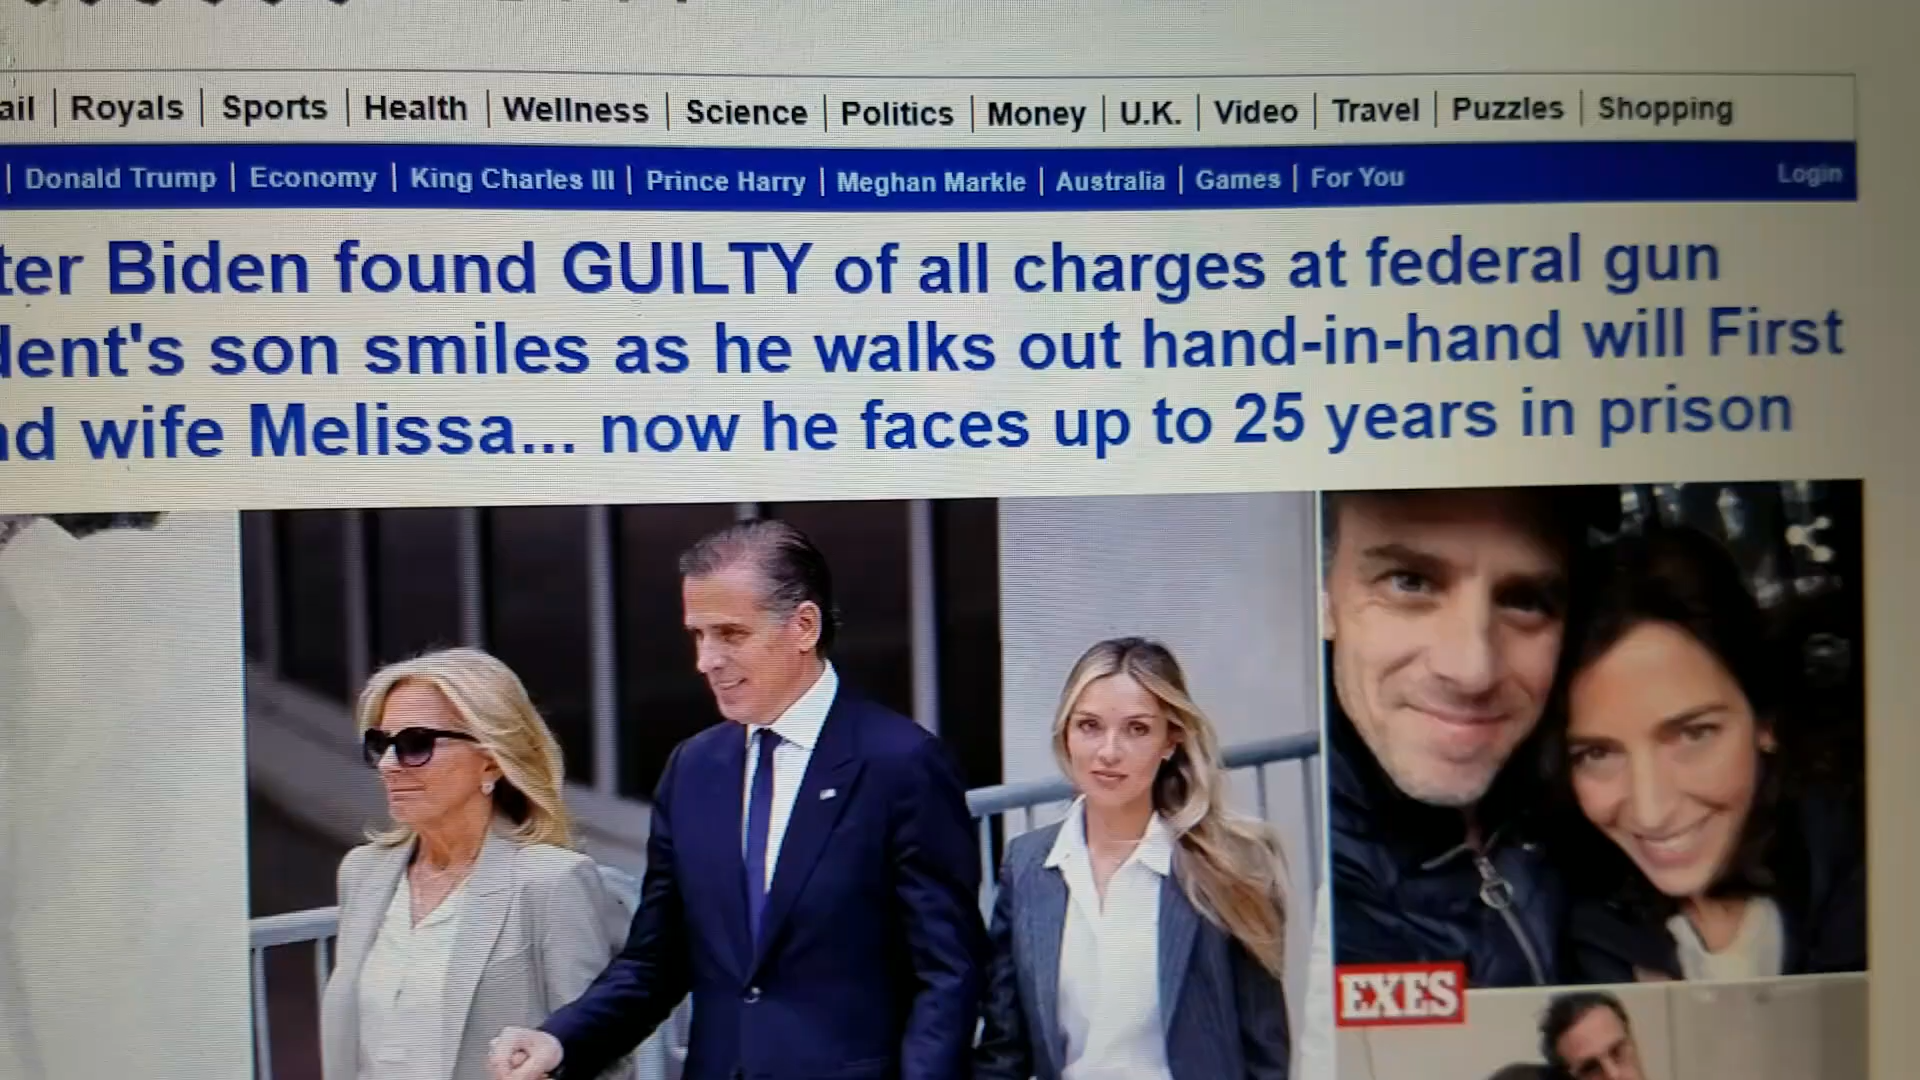 ail | Royals | Sports | Health | Wellness | Science | Politics | Money | U.K. | Video | Travel | Puzzles | Shopping
| Donald Trump | Economy | King Charles III | Prince Harry | Meghan Markle | Australia | Games | For You Login
ter Biden found GUILTY of all charges at federal gun
dent's son smiles as he walks out hand-in-hand will First
nd wife Melissa... now he faces up to 25 years in prison
EXES